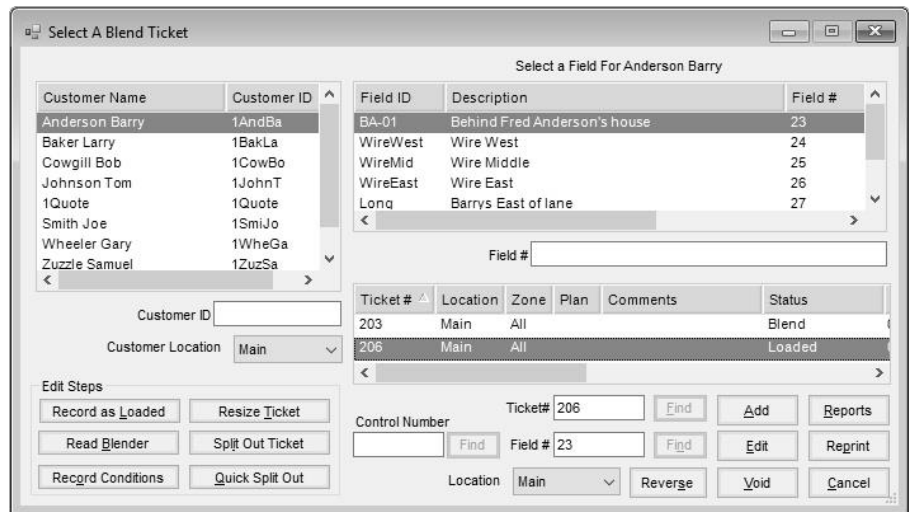 Select A Blend Ticket
Select a Field For Anderson Barry
Customer Name Customer ID
Anderson Barry 1AndBa
Baker Larry 1BakLa
Cowgill Bob 1CowBo
Johnson Tom 1JohnT
1Quote 1Quote
Smith Joe 1SmiJo
Wheeler Gary 1WheGa
Zuzzle Samuel 1ZuzSa
Customer ID
Customer Location Main
Field ID Description Field #
BA-01 Behind Fred Anderson's house 23
WireWest Wire West 24
WireMid Wire Middle 25
WireEast Wire East 26
Long Barrys East of lane 27
Field #
Ticket # Location Zone Plan Comments Status
203 Main All Blend
206 Main All Loaded
Edit Steps
Record as Loaded Resize Ticket
Read Blender Split Out Ticket
Record Conditions Quick Split Out
Control Number
Find
Ticket# 206 Find
Field # 23 Find
Location Main
Add Reports
Edit Reprint
Reverse Void Cancel